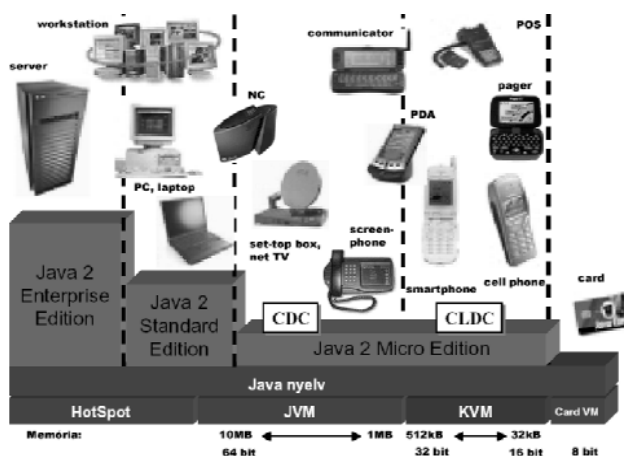 workstation
server
NC
PC, laptop
communicator
POS
PDA
pager
set-top box,
net TV
screen-
phone
smartphone
cell phone
card
Java 2
Enterprise
Edition
Java 2
Standard
Edition
CDC
CLDC
Java 2 Micro Edition
Java nyelv
HotSpot
JVM
KVM
Card VM
Memória:
10MB
1MB
512kB
32kB
64 bit
32 bit
16 bit
8 bit